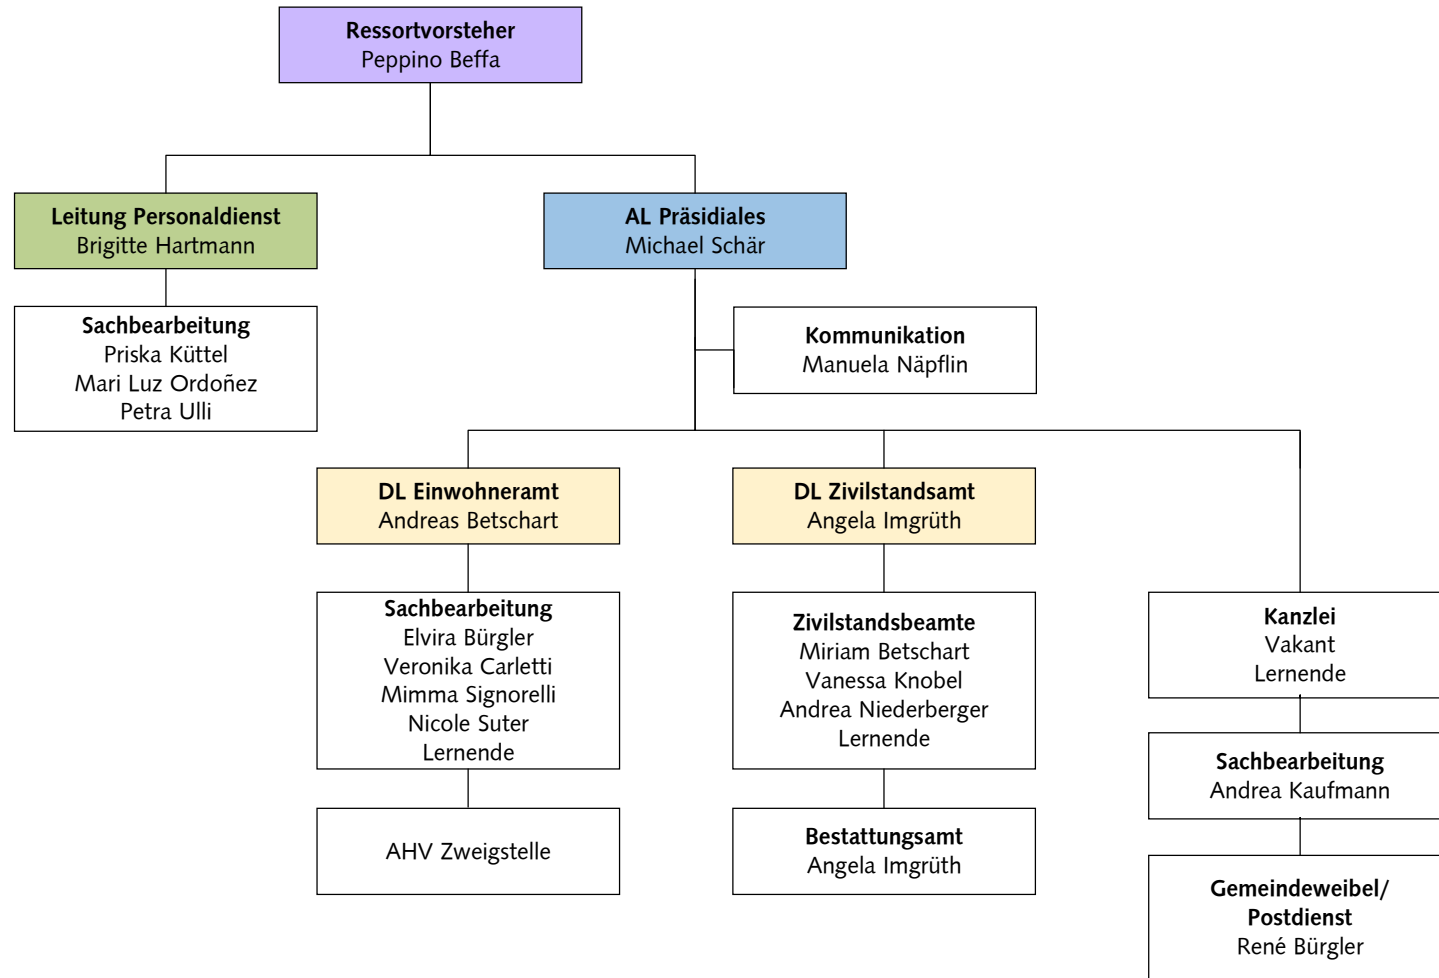 Ressortvorsteher
Peppino Beffa
Leitung Personaldienst
Brigitte Hartmann
AL Präsidiales
Michael Schär
Sachbearbeitung
Priska Küttel
Mari Luz Ordoñez
Petra Ulli
Kommunikation
Manuela Näpflin
DL Einwohneramt
Andreas Betschart
DL Zivilstandsamt
Angela Imgrüth
Sachbearbeitung
Elvira Bürgler
Veronika Carletti
Mimma Signorelli
Nicole Suter
Lernende
Zivilstandsbeamte
Miriam Betschart
Vanessa Knobel
Andrea Niederberger
Lernende
Kanzlei
Vakant
Lernende
Sachbearbeitung
Andrea Kaufmann
AHV Zweigstelle
Bestattungsamt
Angela Imgrüth
Gemeindeweibel/
Postdienst
René Bürgler